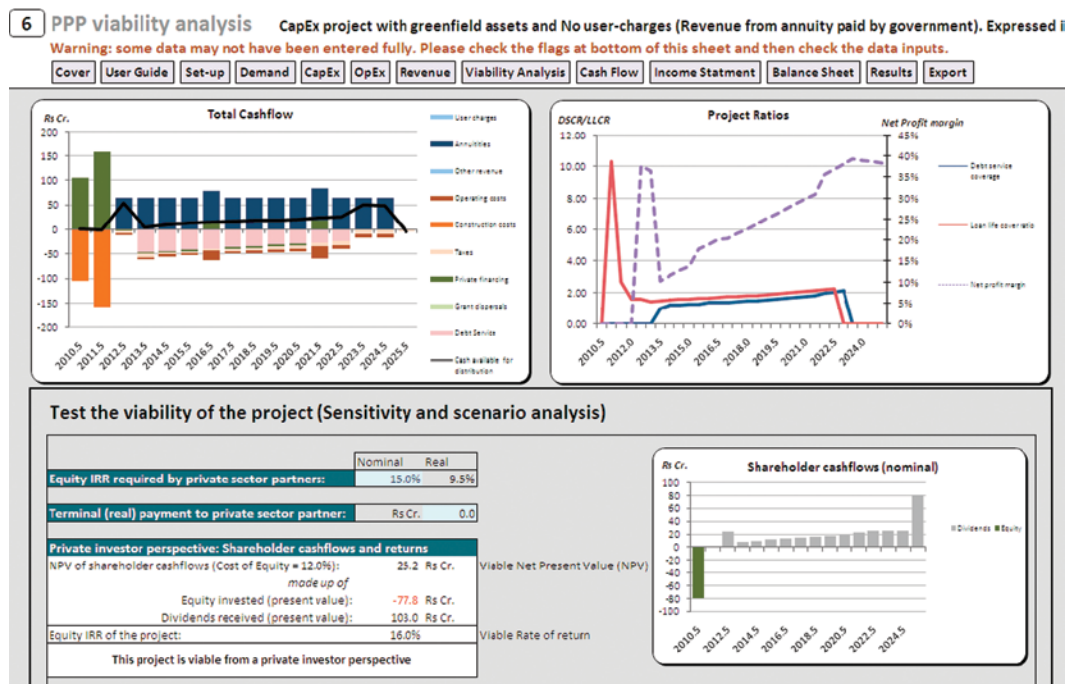 6 PPP viability analysis CapEx project with greenfield assets and No user-charges (Revenue from annuity paid by government). Expressed i
Warning: some data may not have been entered fully. Please check the flags at bottom of this sheet and then check the data inputs.
Cover User Guide Set-up Demand CapEx OpEx Revenue Viability Analysis Cash Flow Income Statment Balance Sheet Results Export
Total Cashflow
Rs Cr.
200
150
100
50
0
-50
-100
-150
-200
2010.5 2011.5 2012.5 2013.5 2014.5 2015.5 2016.5 2017.5 2018.5 2019.5 2020.5 2021.5 2022.5 2023.5 2024.5 2025.5
User charges
Annuitities
Other revenue
Operating costs
Construction costs
Taxes
Private financing
Grant dispersals
Debt Service
Cash available for
distribution
Project Ratios
DSCR/LLCR
Net Profit margin
12.00
10.00
8.00
6.00
4.00
2.00
0.00
45%
40%
35%
30%
25%
20%
15%
10%
5%
0%
2010.5 2012.0 2013.5 2015.0 2016.5 2018.0 2019.5 2021.0 2022.5 2024.0
Debt service
coverage
Loan life cover ratio
Net profit margin
Test the viability of the project (Sensitivity and scenario analysis)
Nominal Real
Equity IRR required by private sector partners: 15.0% 9.5%
Terminal (real) payment to private sector partner: Rs Cr. 0.0
Private investor perspective: Shareholder cashflows and returns
NPV of shareholder cashflows (Cost of Equity = 12.0%): 25.2 Rs Cr. Viable Net Present Value (NPV)
made up of
Equity invested (present value): -77.8 Rs Cr.
Dividends received (present value): 103.0 Rs Cr.
Equity IRR of the project: 16.0% Viable Rate of return
This project is viable from a private investor perspective
Rs Cr.
Shareholder cashflows (nominal)
100
80
60
40
20
0
-20
-40
-60
-80
-100
2010.5 2012.5 2014.5 2016.5 2018.5 2020.5 2022.5 2024.5
Dividends Equity